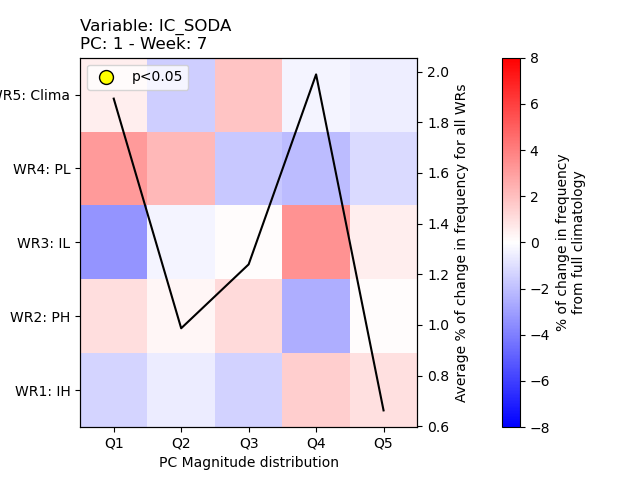 Variable: IC_SODA
PC: 1 - Week: 7
p<0.05
WR5: Clima
WR4: PL
WR3: IL
WR2: PH
WR1: IH
Q1 Q2 Q3 Q4 Q5
PC Magnitude distribution
2.0
1.8
1.6
1.4
1.2
1.0
0.8
0.6
Average % of change in frequency for all WRs
8
6
4
2
0
−2
−4
−6
−8
% of change in frequency
from full climatology